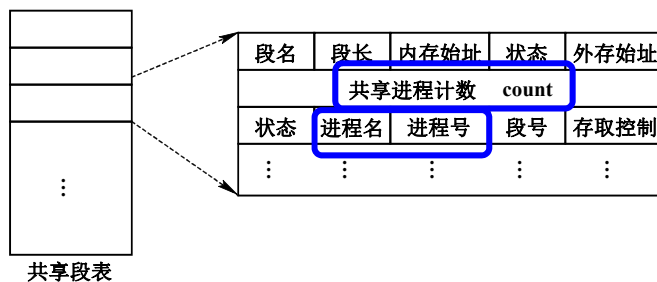 段名 段长 内存始址 状态 外存始址
共享进程计数 count
状态 进程名 进程号 段号 存取控制
⋮ ⋮ ⋮ ⋮ ⋮
⋮
共享段表